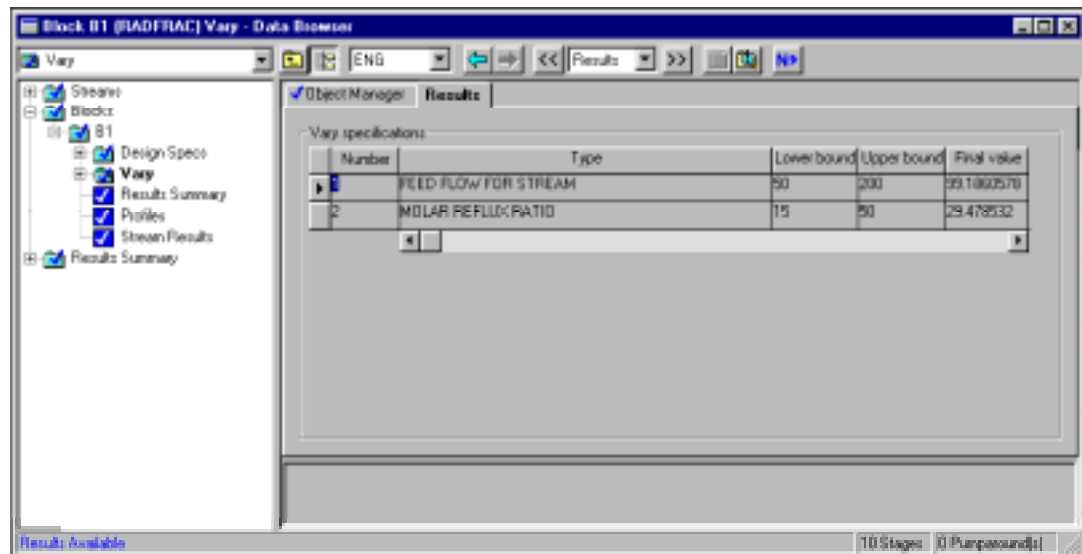 Block B1 (RADFRAC) Vary - Data Browser
Vary ENG << Results >> N>
Streams
Blocks
B1
Design Specs
Vary
Results Summary
Profiles
Stream Results
Results Summary
Object Manager Results
Vary specifications
Number Type Lower bound Upper bound Final value
1 FEED FLOW FOR STREAM 50 200 99.1860578
2 MOLAR REFLUX RATIO 15 50 29.478532
Results Available 10 Stages 0 Pumparound(s)